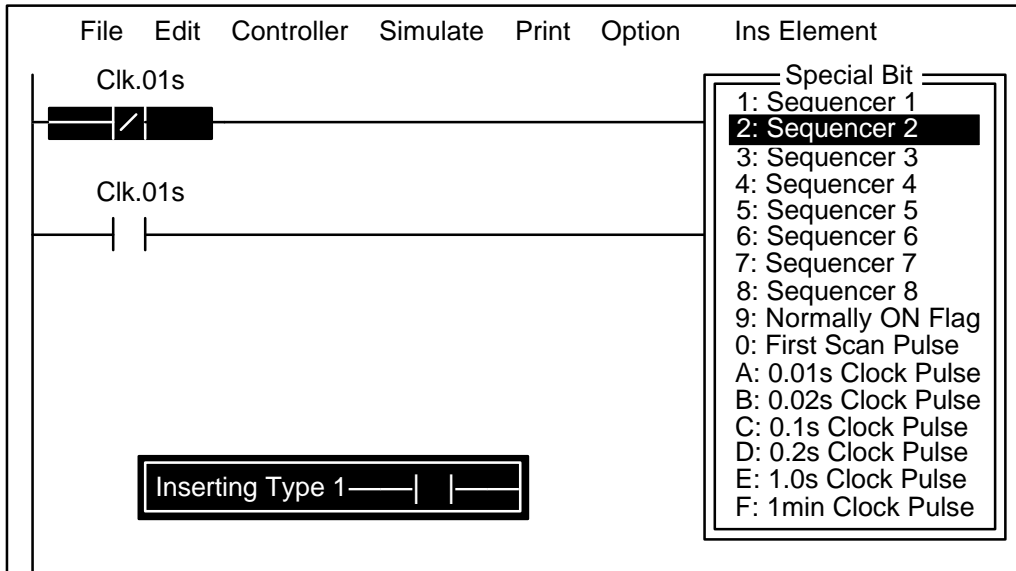 File Edit Controller Simulate Print Option Ins Element
Clk.01s
Clk.01s
Special Bit
1: Sequencer 1
2: Sequencer 2
3: Sequencer 3
4: Sequencer 4
5: Sequencer 5
6: Sequencer 6
7: Sequencer 7
8: Sequencer 8
9: Normally ON Flag
0: First Scan Pulse
A: 0.01s Clock Pulse
B: 0.02s Clock Pulse
C: 0.1s Clock Pulse
D: 0.2s Clock Pulse
E: 1.0s Clock Pulse
F: 1min Clock Pulse
Inserting Type 1